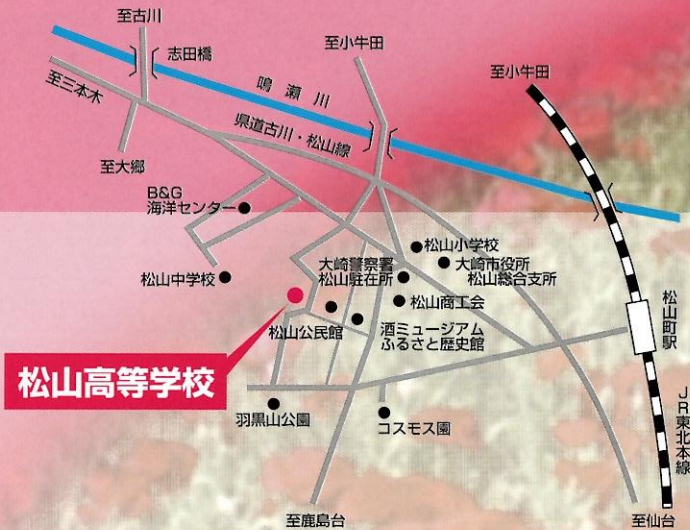 至古川
志田橋
至小牛田
至小牛田
至三本木
鳴瀬川
県道古川・松山線
至大郷
B&G
海洋センター
松山小学校
大崎警察署
松山駐在所
大崎市役所
松山総合支所
松山中学校
松山商工会
松山公民館
酒ミュージアム
ふるさと歴史館
松山町駅
松山高等学校
羽黒山公園
コスモス園
JR東北本線
至鹿島台
至仙台